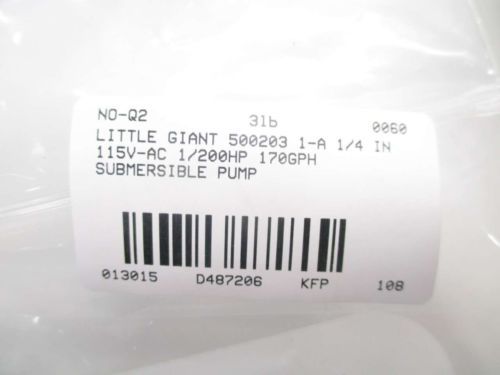 NO-Q2 31b 0060
LITTLE GIANT 500203 1-A 1/4 IN
115V-AC 1/200HP 170GPH
SUBMERSIBLE PUMP
013015 D487206 KFP 108